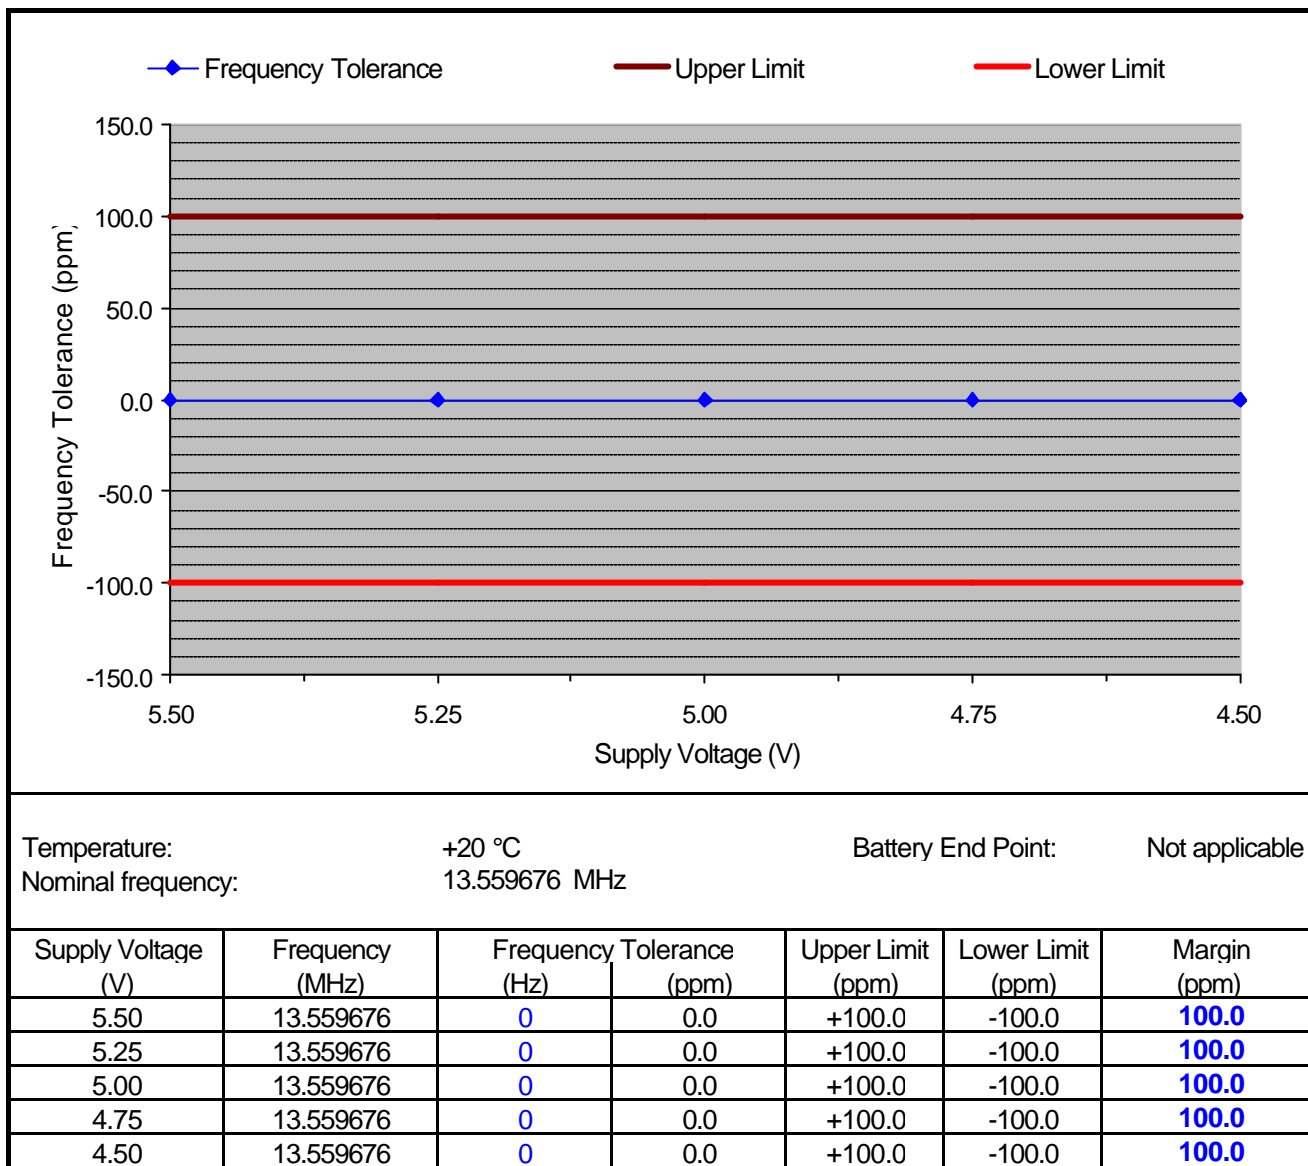 Frequency Tolerance Upper Limit Lower Limit
150.0
100.0
50.0
0.0
-50.0
-100.0
-150.0
Frequency Tolerance (ppm)
5.50 5.25 5.00 4.75 4.50
Supply Voltage (V)
Temperature: +20 °C Battery End Point: Not applicable
Nominal frequency: 13.559676 MHz
Supply Voltage Frequency Frequency Tolerance Upper Limit Lower Limit Margin
(V) (MHz) (Hz) (ppm) (ppm) (ppm) (ppm)
5.50 13.559676 0 0.0 +100.0 -100.0 100.0
5.25 13.559676 0 0.0 +100.0 -100.0 100.0
5.00 13.559676 0 0.0 +100.0 -100.0 100.0
4.75 13.559676 0 0.0 +100.0 -100.0 100.0
4.50 13.559676 0 0.0 +100.0 -100.0 100.0